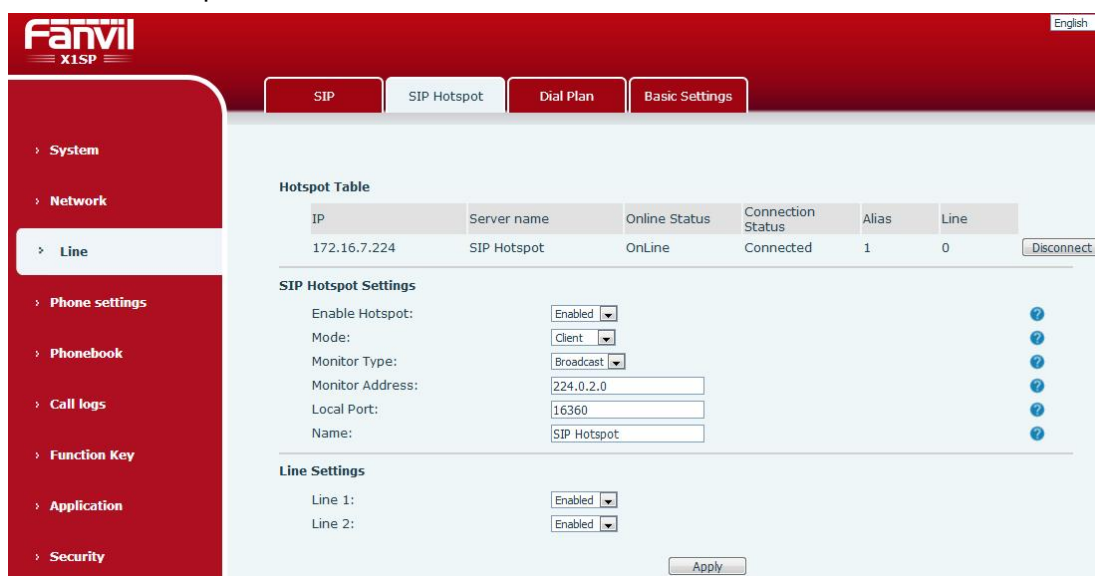 English
Fanvil
X1SP
SIP
SIP Hotspot
Dial Plan
Basic Settings
System
Network
Line
Phone settings
Phonebook
Call logs
Function Key
Application
Security
Hotspot Table
IP Server name Online Status Connection Status Alias Line
172.16.7.224 SIP Hotspot OnLine Connected 1 0 Disconnect
SIP Hotspot Settings
Enable Hotspot: Enabled
Mode: Client
Monitor Type: Broadcast
Monitor Address: 224.0.2.0
Local Port: 16360
Name: SIP Hotspot
Line Settings
Line 1: Enabled
Line 2: Enabled
Apply